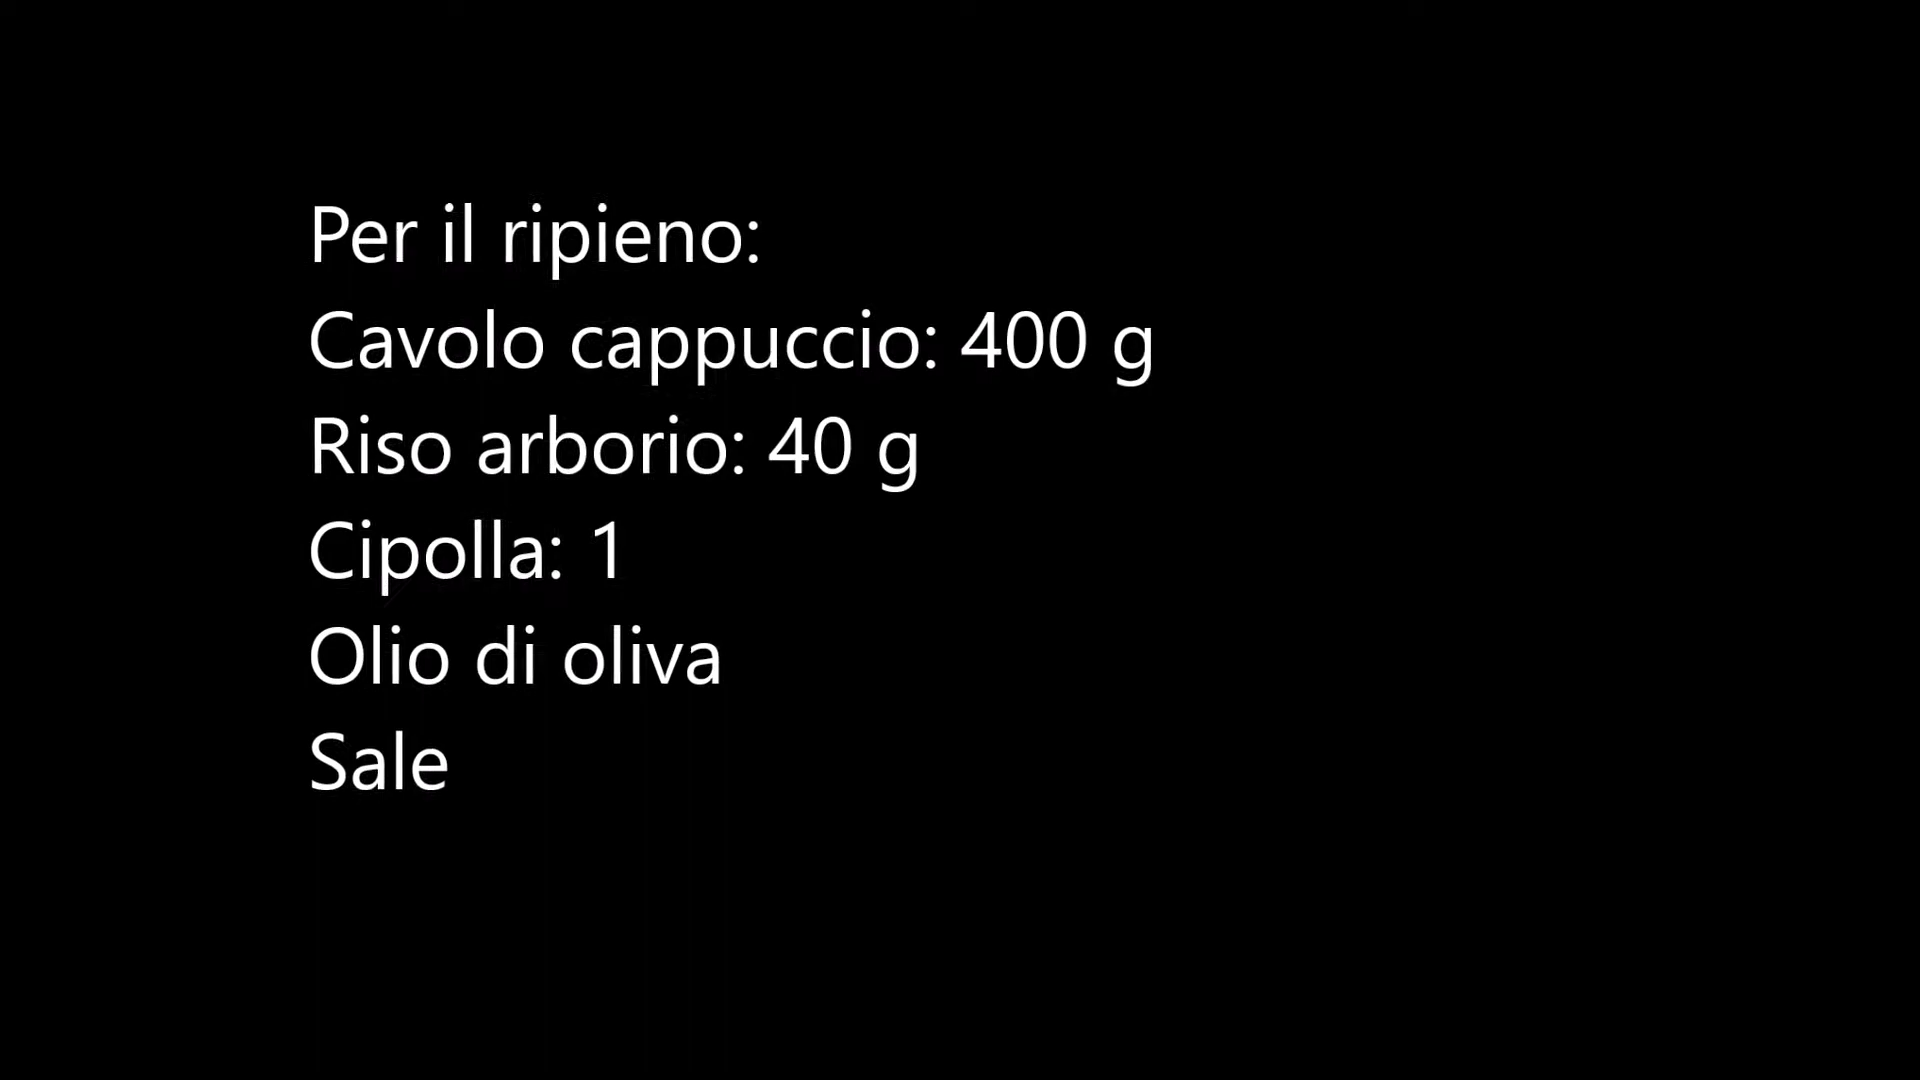 Per il ripieno:
Cavolo cappuccio: 400 g
Riso arborio: 40 g
Cipolla: 1
Olio di oliva
Sale